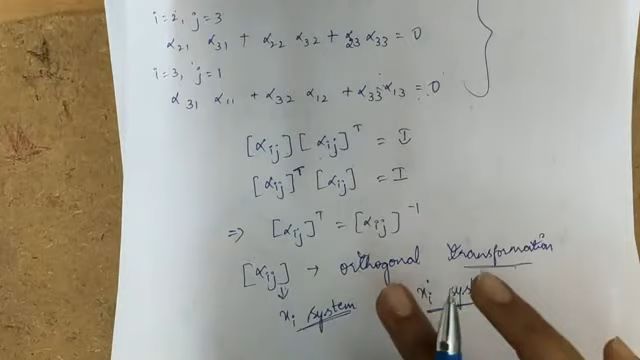 i=2, j=3
α21 α31 + α22 α32 + α23 α33 = 0
i=3, j=1
α31 α11 + α32 α12 + α33 α13 = 0
[αij][αij]^T = I
[αij]^T [αij] = I
⇒ [αij]^T = [αij]^-1
[αij] → orthogonal transformation
↓
xi system xi